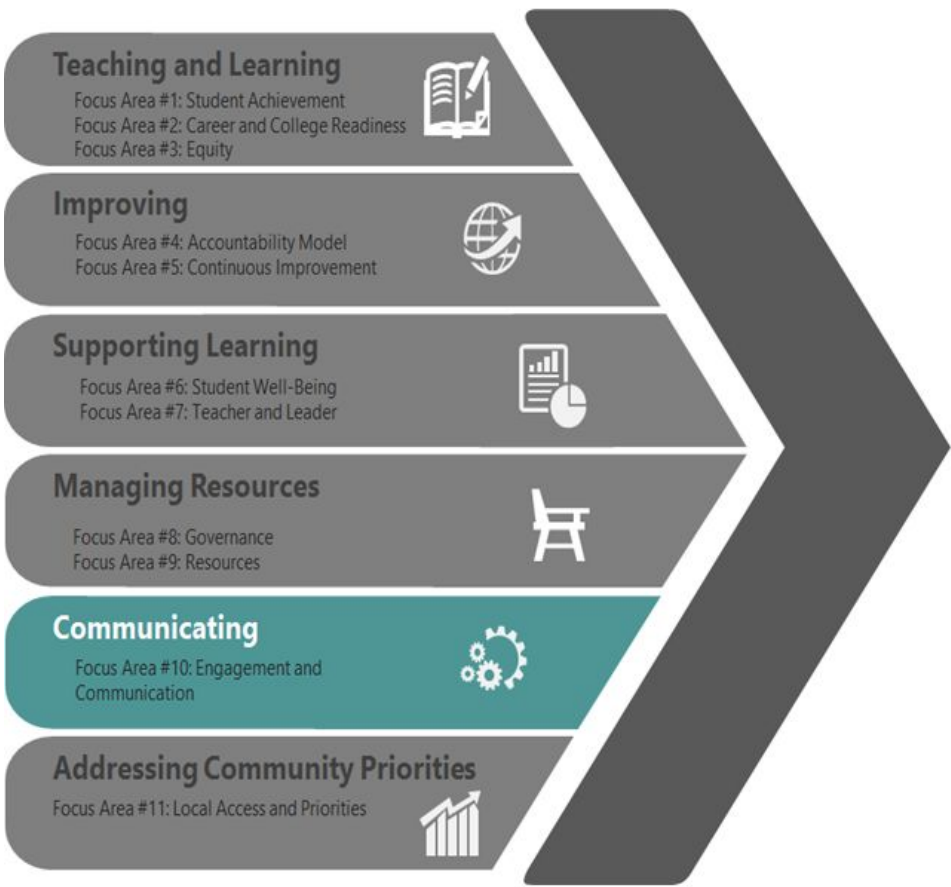 Teaching and Learning
Focus Area #1: Student Achievement
Focus Area #2: Career and College Readiness
Focus Area #3: Equity
Improving
Focus Area #4: Accountability Model
Focus Area #5: Continuous Improvement
Supporting Learning
Focus Area #6: Student Well-Being
Focus Area #7: Teacher and Leader
Managing Resources
Focus Area #8: Governance
Focus Area #9: Resources
Communicating
Focus Area #10: Engagement and
Communication
Addressing Community Priorities
Focus Area #11: Local Access and Priorities